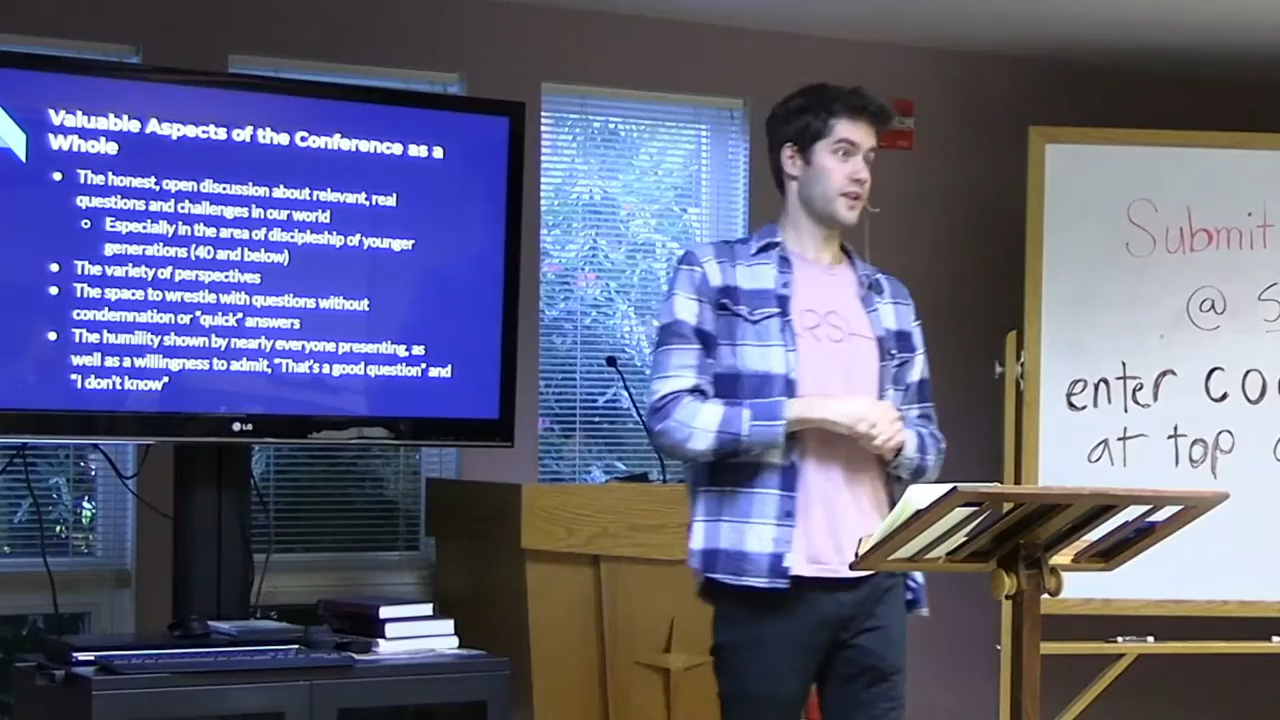 Valuable Aspects of the Conference as a
Whole
The honest, open discussion about relevant, real
questions and challenges in our world
Especially in the area of discipleship of younger
generations (40 and below)
The variety of perspectives
The space to wrestle with questions without
condemnation or "quick" answers
The humility shown by nearly everyone presenting, as
well as a willingness to admit, "That's a good question" and
"I don't know"
LG
Submit
@ S
enter co
at top